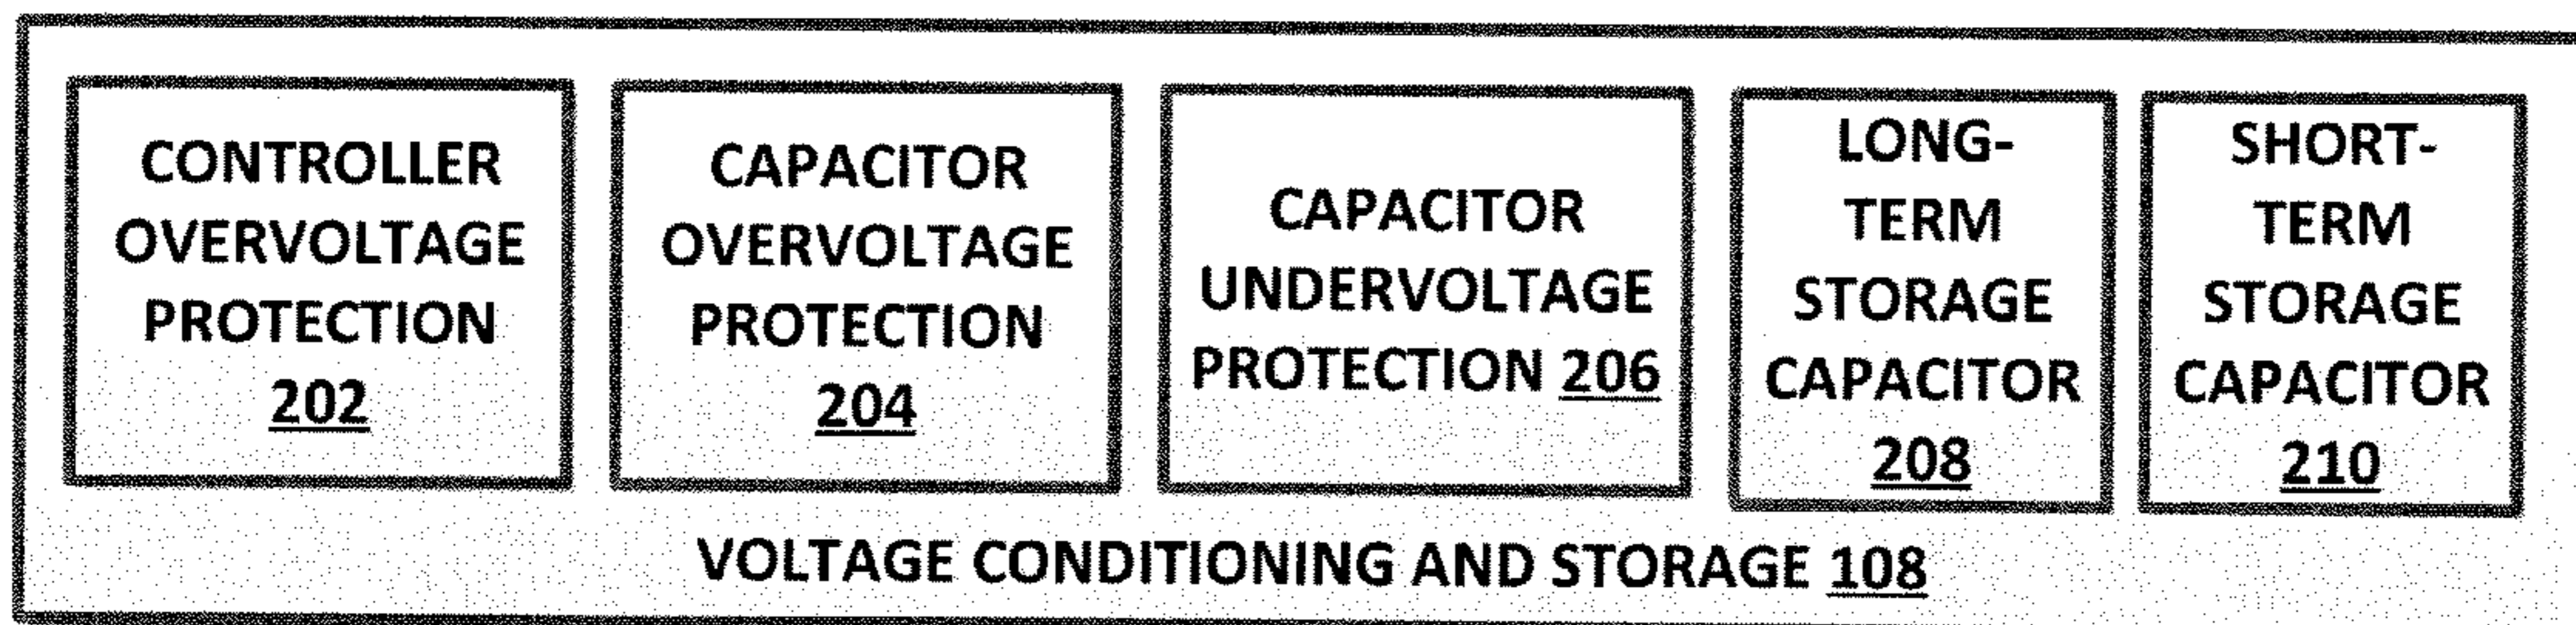 CONTROLLER
OVERVOLTAGE
PROTECTION
202
CAPACITOR
OVERVOLTAGE
PROTECTION
204
CAPACITOR
UNDERVOLTAGE
PROTECTION 206
LONG-
TERM
STORAGE
CAPACITOR
208
SHORT-
TERM
STORAGE
CAPACITOR
210
VOLTAGE CONDITIONING AND STORAGE 108